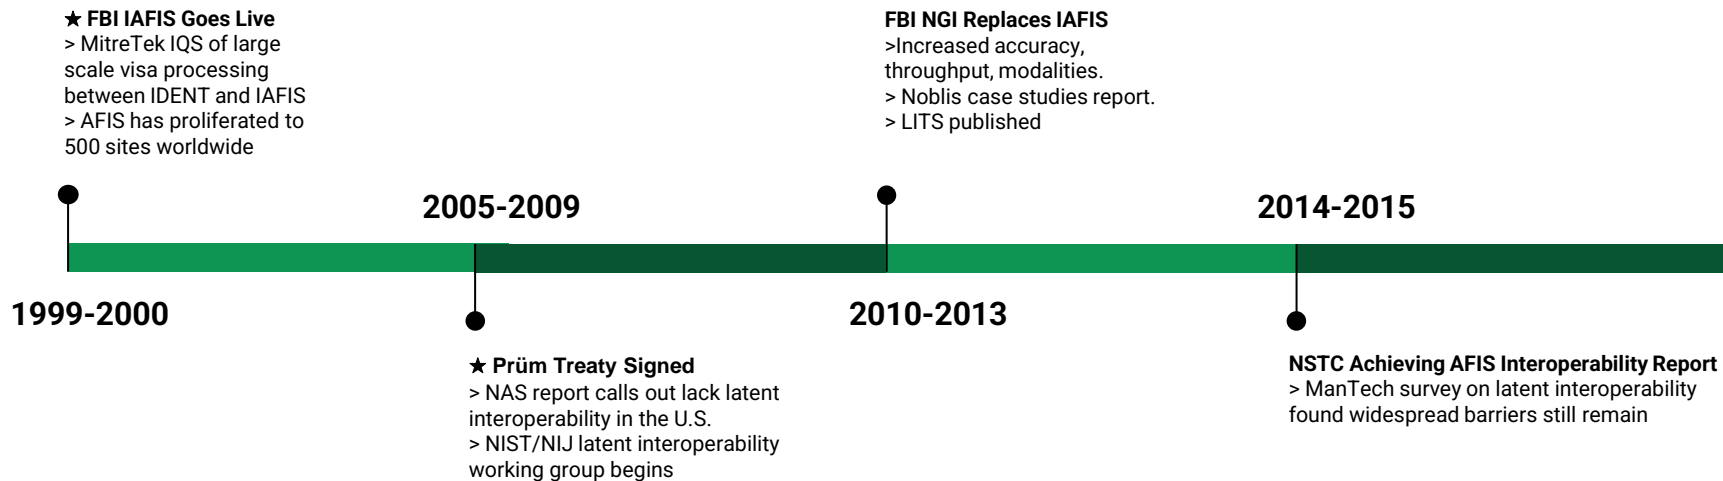 ★ FBI IAFIS Goes Live
> MitreTek IQS of large
scale visa processing
between IDENT and IAFIS
> AFIS has proliferated to
500 sites worldwide
1999-2000
2005-2009
★ Prüm Treaty Signed
> NAS report calls out lack latent
interoperability in the U.S.
> NIST/NIJ latent interoperability
working group begins
FBI NGI Replaces IAFIS
>Increased accuracy,
throughput, modalities.
> Noblis case studies report.
> LITS published
2010-2013
2014-2015
NSTC Achieving AFIS Interoperability Report
> ManTech survey on latent interoperability
found widespread barriers still remain